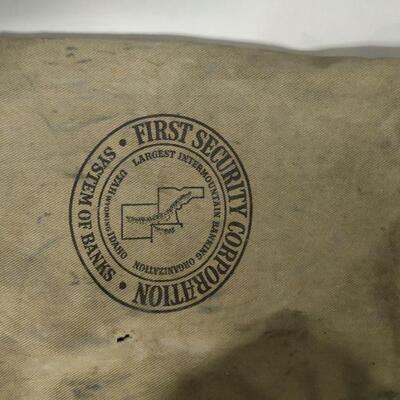 • FIRST SECURITY CORPORATION •
SYSTEM OF BANKS
LARGEST INTERMOUNTAIN BANKING ORGANIZATION
UTAH WYOMING IDAHO